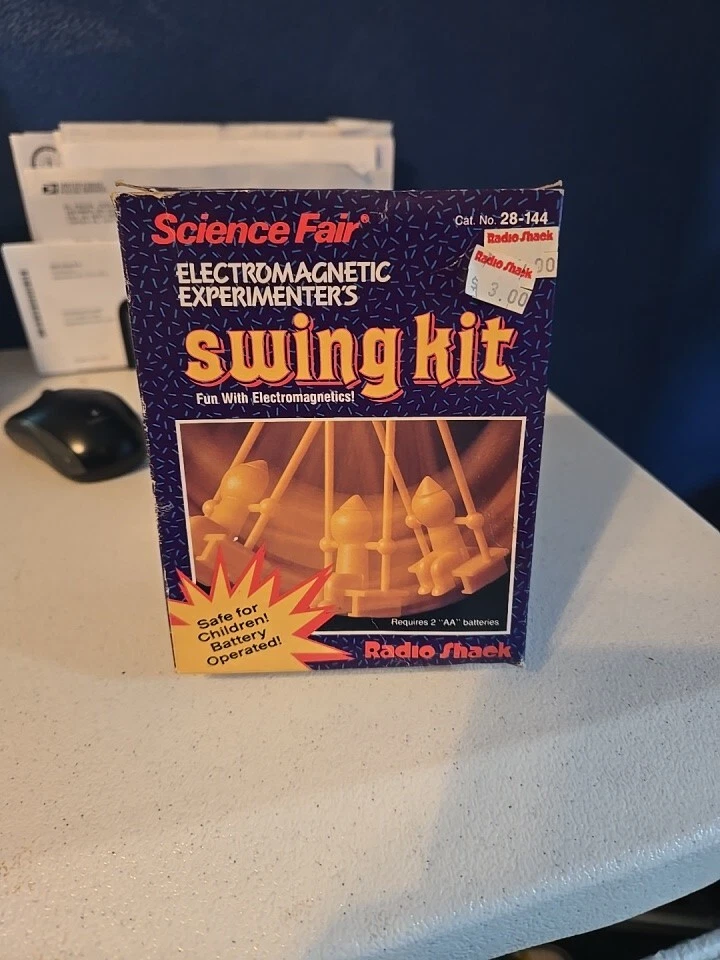 Science Fair®
Cat. No. 28-144
Radio Shack
00
Radio Shack
$ 3.00
ELECTROMAGNETIC
EXPERIMENTER'S
swing kit
Fun With Electromagnetics!
Safe for
Children!
Battery
Operated!
Requires 2 "AA" batteries
Radio Shack